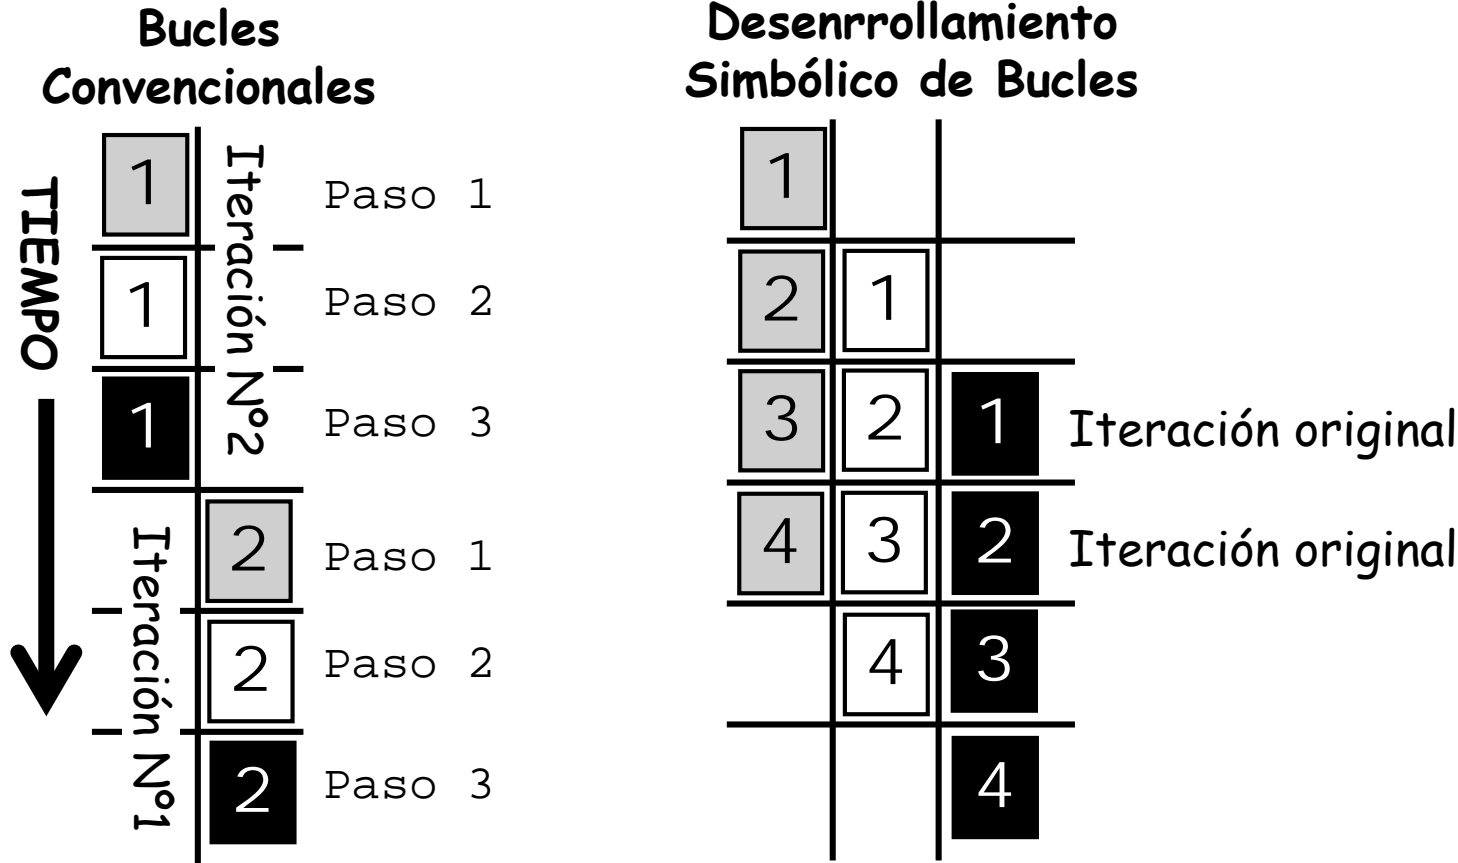 Bucles
Convencionales
TIEMPO
1
Iteración Nº2
Paso 1
1
Paso 2
1
Paso 3
Iteración Nº1
2
Paso 1
2
Paso 2
2
Paso 3
Desenrrollamiento
Simbólico de Bucles
1
2 1
3 2 1 Iteración original
4 3 2 Iteración original
4 3
4